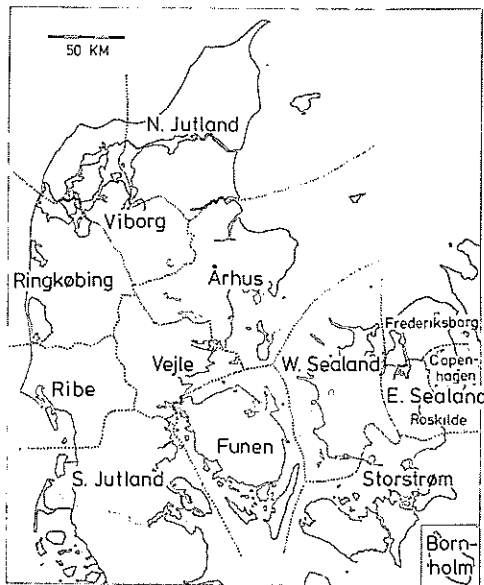 50 KM
N. Jutland
Viborg
Ringkøbing
Århus
Frederiksborg
Vejle
W. Sealand
Copen-
hagen
Ribe
E. Sealand
Roskilde
Funen
S. Jutland
Storstrøm
Born-
holm